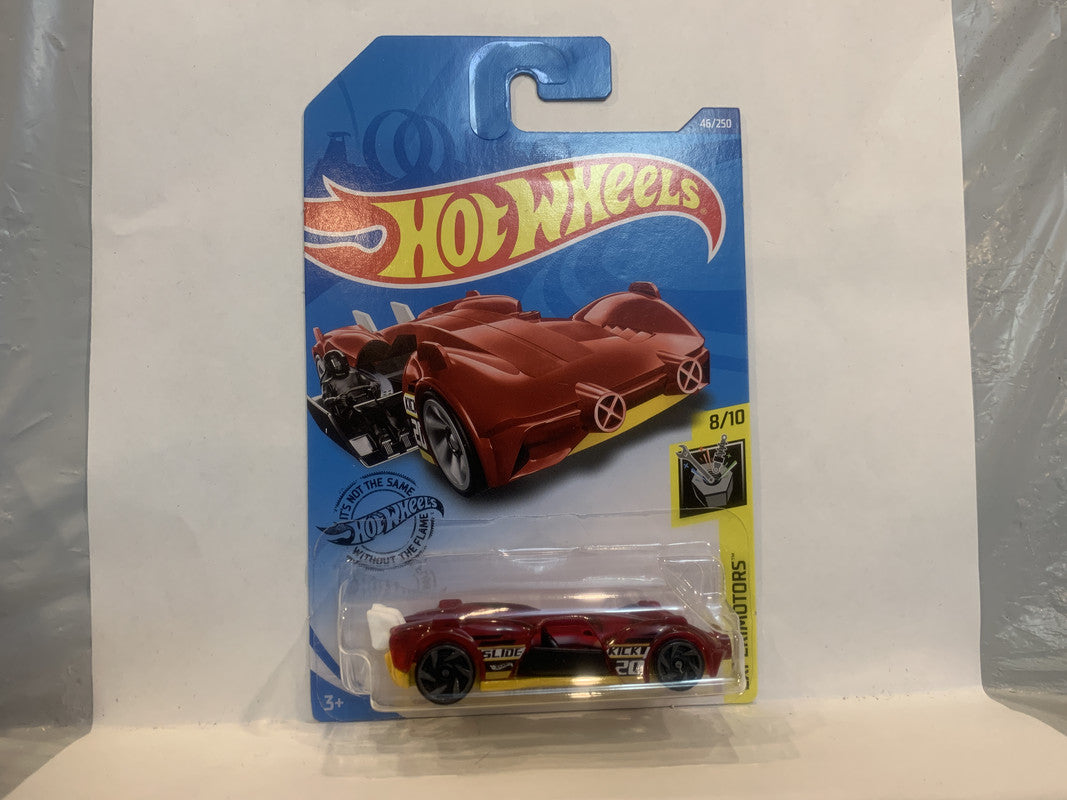 46/250
HOT WHEELS
8/10
IT'S NOT THE SAME
HOT WHEELS
WITHOUT THE FLAME
EXPERIMOTORS™
SLIDE
KICK
20
3+